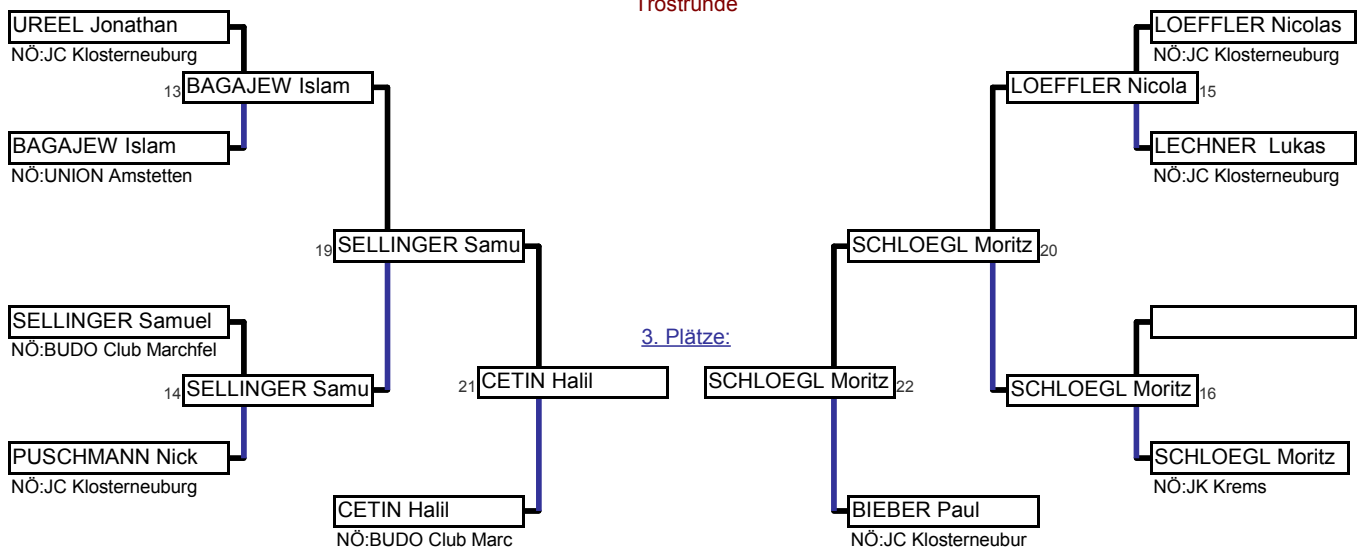 Trostrunde
UREEL Jonathan
NÖ:JC Klosterneuburg
13 BAGAJEW Islam
BAGAJEW Islam
NÖ:UNION Amstetten
19 SELLINGER Samu
SELLINGER Samuel
NÖ:BUDO Club Marchfel
14 SELLINGER Samu
PUSCHMANN Nick
NÖ:JC Klosterneuburg
21 CETIN Halil
CETIN Halil
NÖ:BUDO Club Marc
3. Plätze:
LOEFFLER Nicolas
NÖ:JC Klosterneuburg
LOEFFLER Nicola 15
LECHNER Lukas
NÖ:JC Klosterneuburg
SCHLOEGL Moritz 20
SCHLOEGL Moritz 22
SCHLOEGL Moritz 16
SCHLOEGL Moritz
NÖ:JK Krems
BIEBER Paul
NÖ:JC Klosterneubur